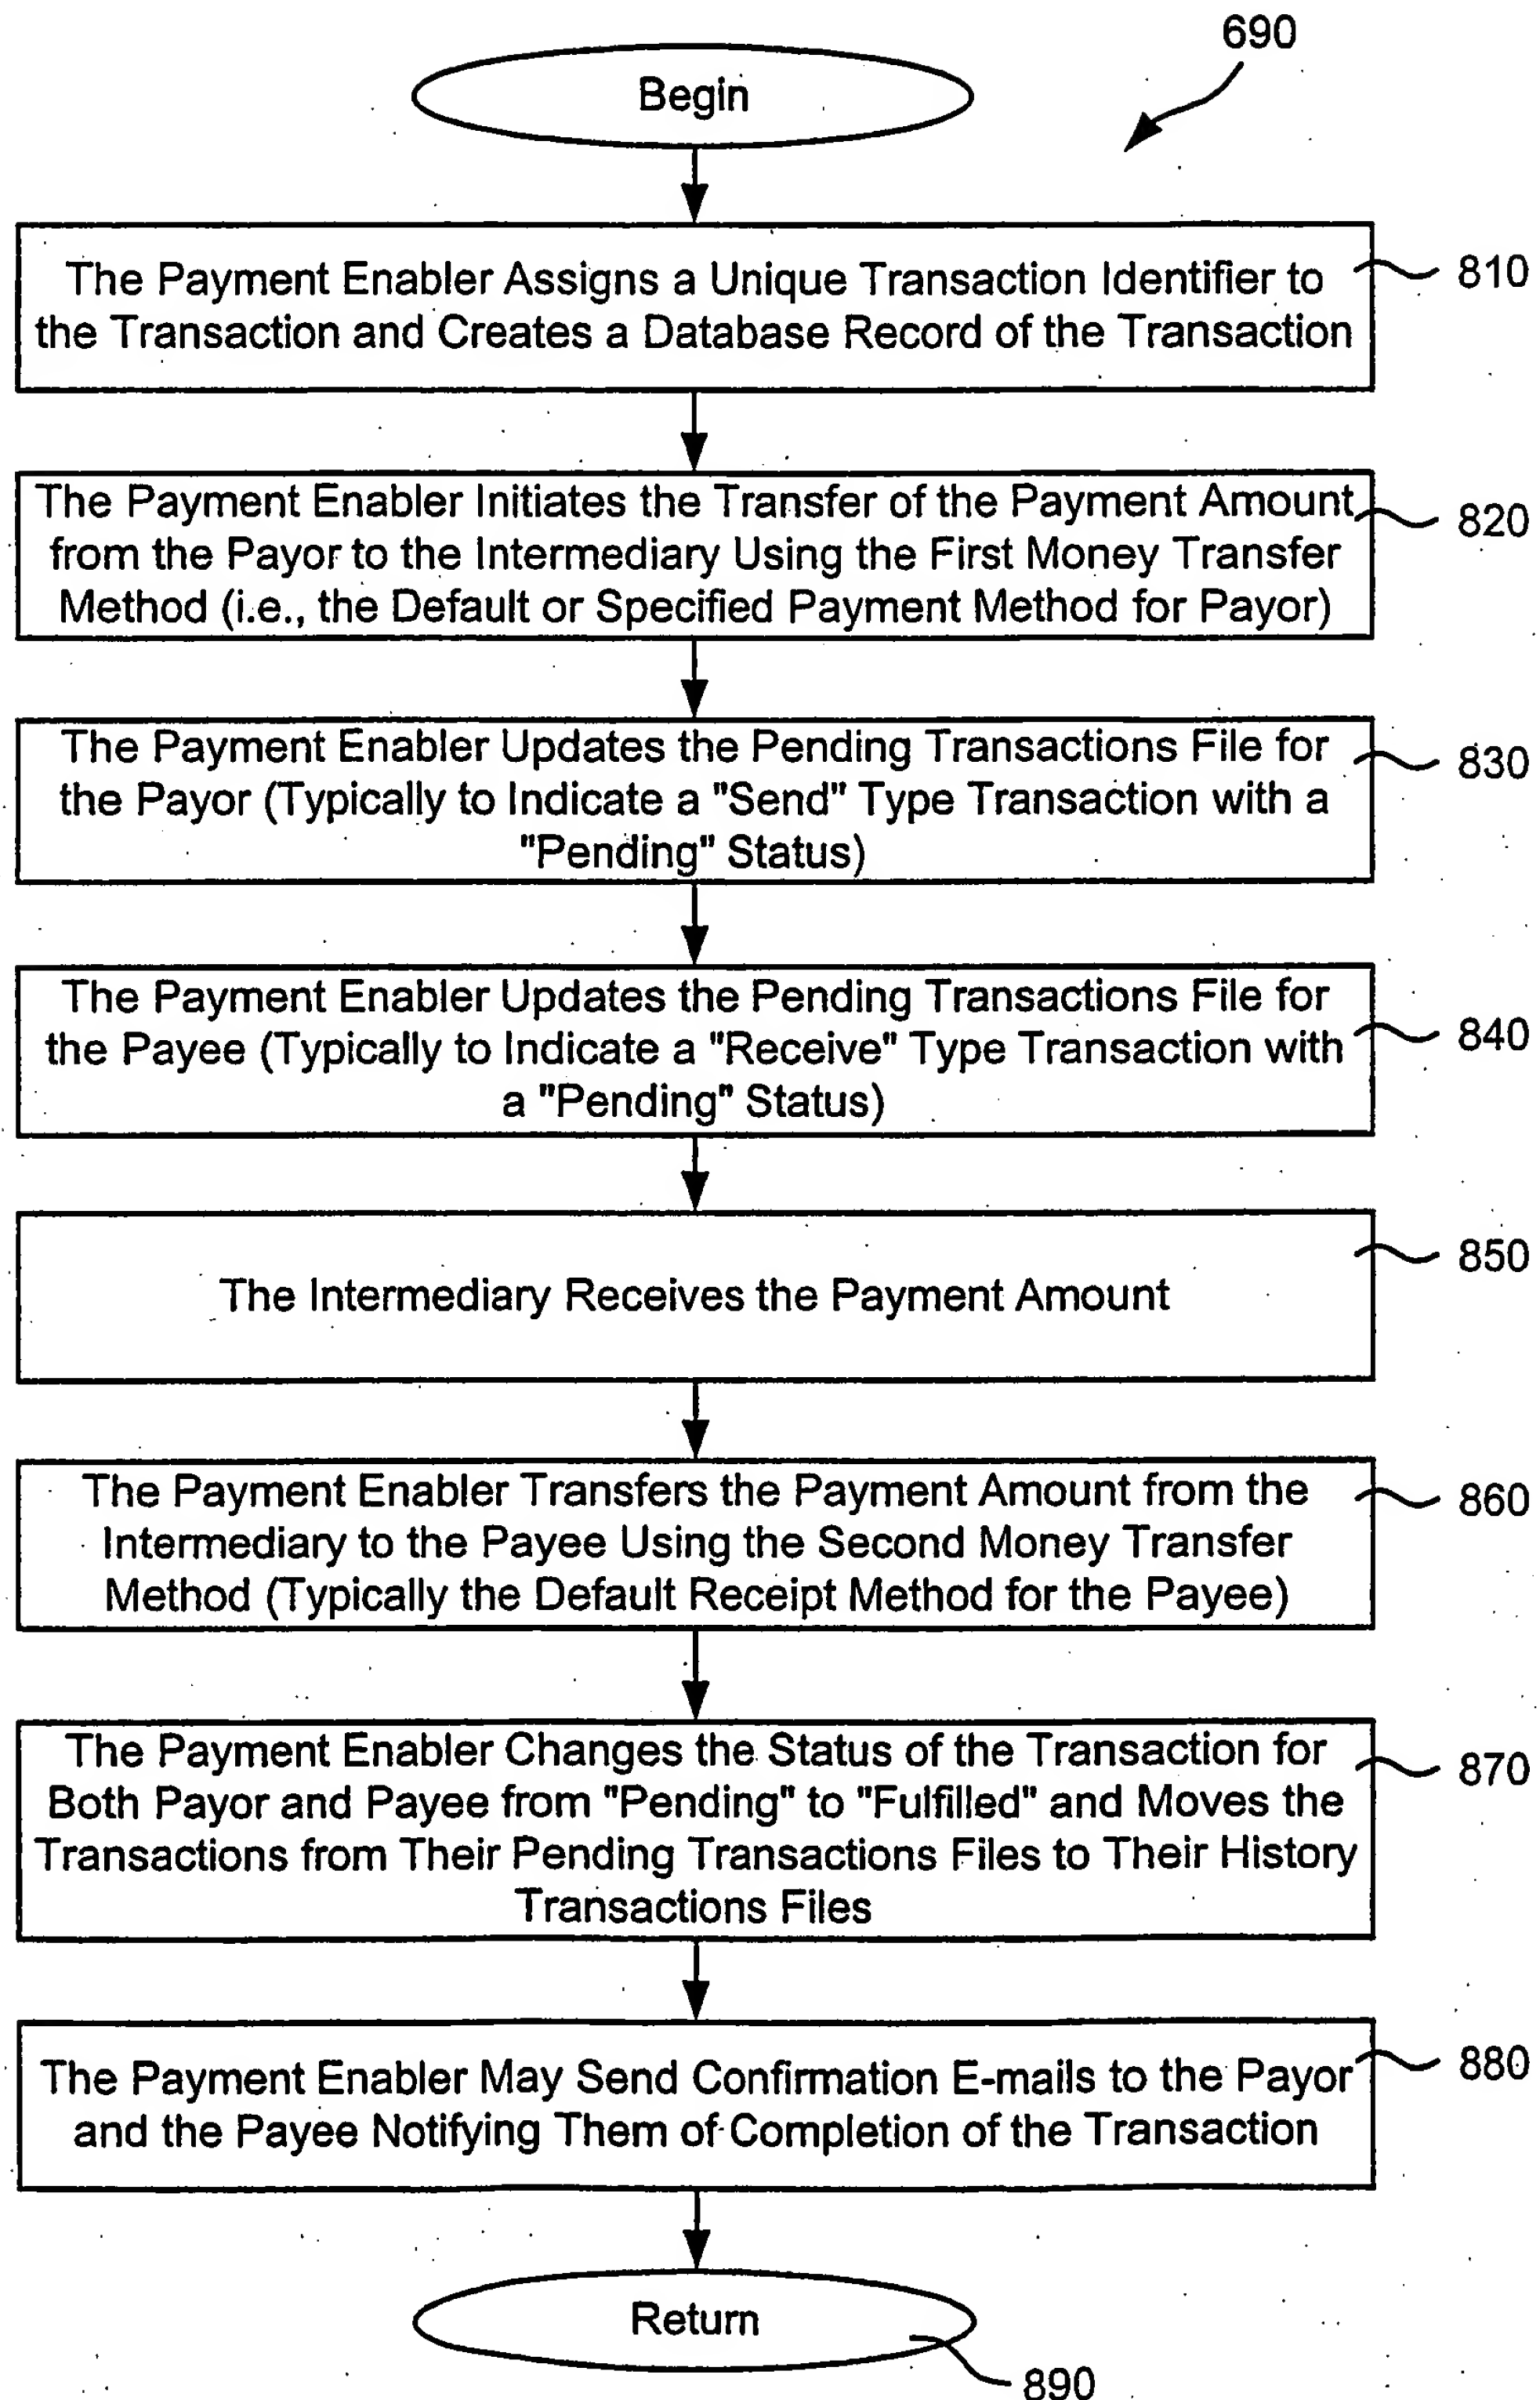 690
Begin
The Payment Enabler Assigns a Unique Transaction Identifier to
the Transaction and Creates a Database Record of the Transaction
810
The Payment Enabler Initiates the Transfer of the Payment Amount
from the Payor to the Intermediary Using the First Money Transfer
Method (i.e., the Default or Specified Payment Method for Payor)
820
The Payment Enabler Updates the Pending Transactions File for
the Payor (Typically to Indicate a "Send" Type Transaction with a
"Pending" Status)
830
The Payment Enabler Updates the Pending Transactions File for
the Payee (Typically to Indicate a "Receive" Type Transaction with
a "Pending" Status)
840
The Intermediary Receives the Payment Amount
850
The Payment Enabler Transfers the Payment Amount from the
Intermediary to the Payee Using the Second Money Transfer
Method (Typically the Default Receipt Method for the Payee)
860
The Payment Enabler Changes the Status of the Transaction for
Both Payor and Payee from "Pending" to "Fulfilled" and Moves the
Transactions from Their Pending Transactions Files to Their History
Transactions Files
870
The Payment Enabler May Send Confirmation E-mails to the Payor
and the Payee Notifying Them of Completion of the Transaction
880
Return
890